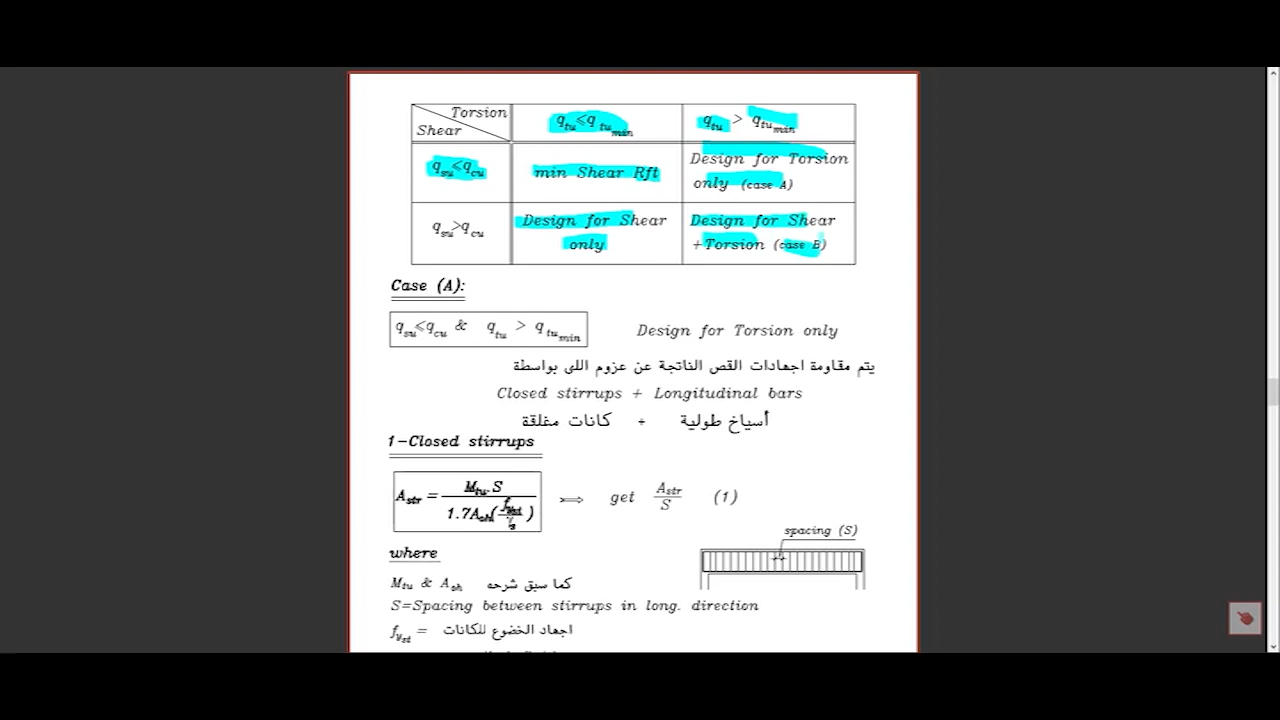 Torsion
Shear
q_tu ≤ q_tu_min
q_tu > q_tu_min
q_su ≤ q_cu
min Shear Rft
Design for Torsion
only (case A)
q_su > q_cu
Design for Shear
only
Design for Shear
+Torsion (case B)
Case (A):
q_su ≤ q_cu & q_tu > q_tu_min
Design for Torsion only
يتم مقاومة اجهادات القص الناتجة عن عزوم اللى بواسطة
Closed stirrups + Longitudinal bars
أسياخ طولية + كانات مغلقة
1-Closed stirrups
A_str = M_tu.S / 1.7A_oh(f_yst/γ_s) ⟹ get A_str/S (1)
spacing (S)
where
M_tu & A_oh كما سبق شرحه
S=Spacing between stirrups in long. direction
f_yst = اجهاد الخضوع للكانات